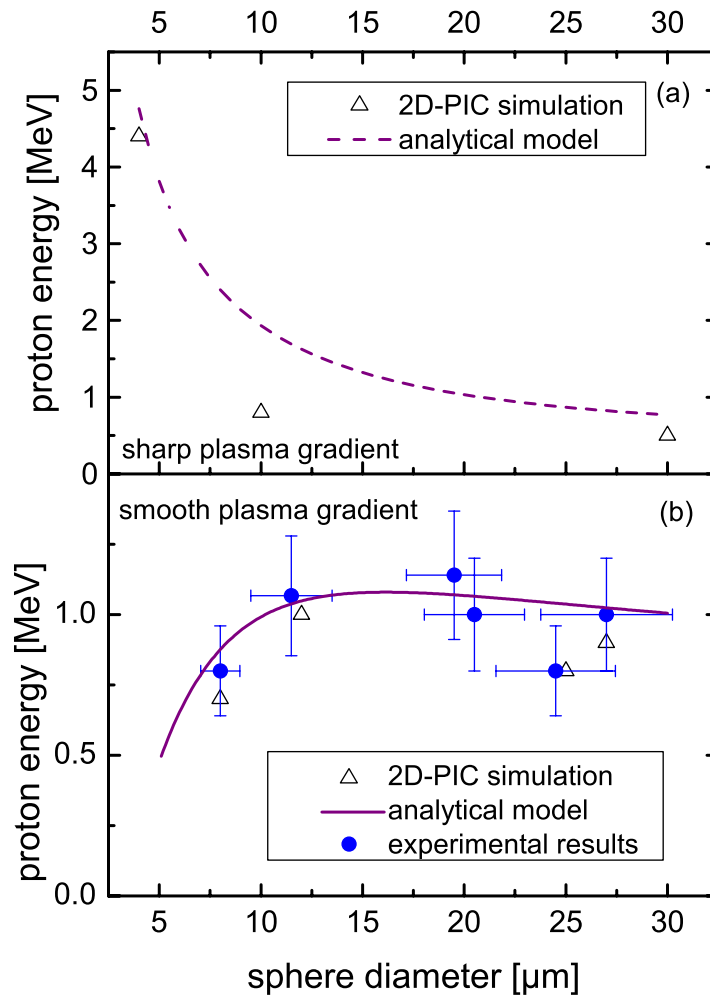 5 10 15 20 25 30
5
4
3
2
1
0
proton energy [MeV]
2D-PIC simulation
analytical model
(a)
sharp plasma gradient
smooth plasma gradient
(b)
1.0
0.5
0.0
proton energy [MeV]
2D-PIC simulation
analytical model
experimental results
5 10 15 20 25 30
sphere diameter [µm]